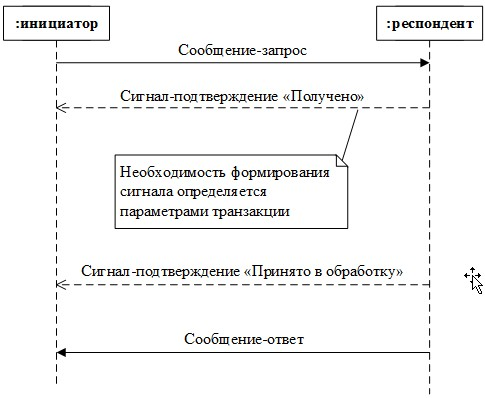 :инициатор
:респондент
Сообщение-запрос
Сигнал-подтверждение «Получено»
Необходимость формирования
сигнала определяется
параметрами транзакции
Сигнал-подтверждение «Принято в обработку»
Сообщение-ответ